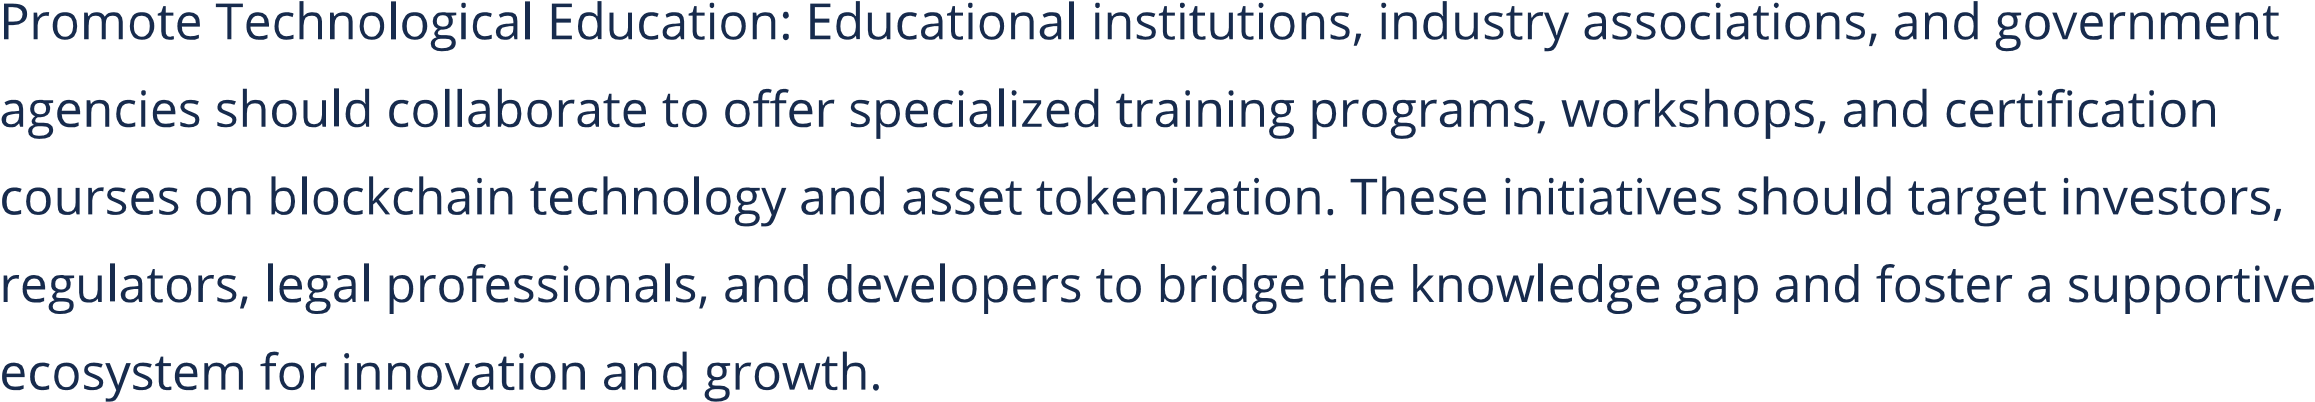 Promote Technological Education: Educational institutions, industry associations, and government
agencies should collaborate to offer specialized training programs, workshops, and certification
courses on blockchain technology and asset tokenization. These initiatives should target investors,
regulators, legal professionals, and developers to bridge the knowledge gap and foster a supportive
ecosystem for innovation and growth.